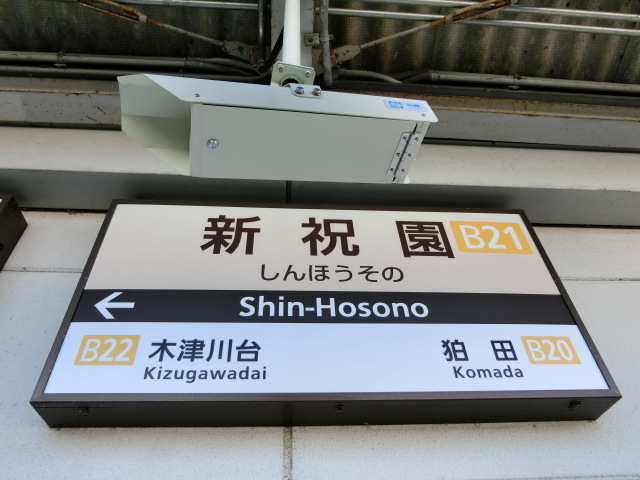 新祝園 B21
しんほうその
Shin-Hosono
B22 木津川台 狛田 B20
Kizugawadai Komada